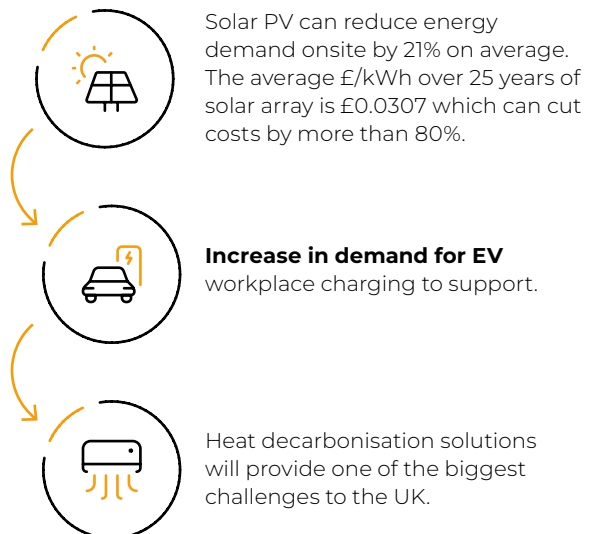 Solar PV can reduce energy
demand onsite by 21% on average.
The average £/kWh over 25 years of
solar array is £0.0307 which can cut
costs by more than 80%.
Increase in demand for EV
workplace charging to support.
Heat decarbonisation solutions
will provide one of the biggest
challenges to the UK.